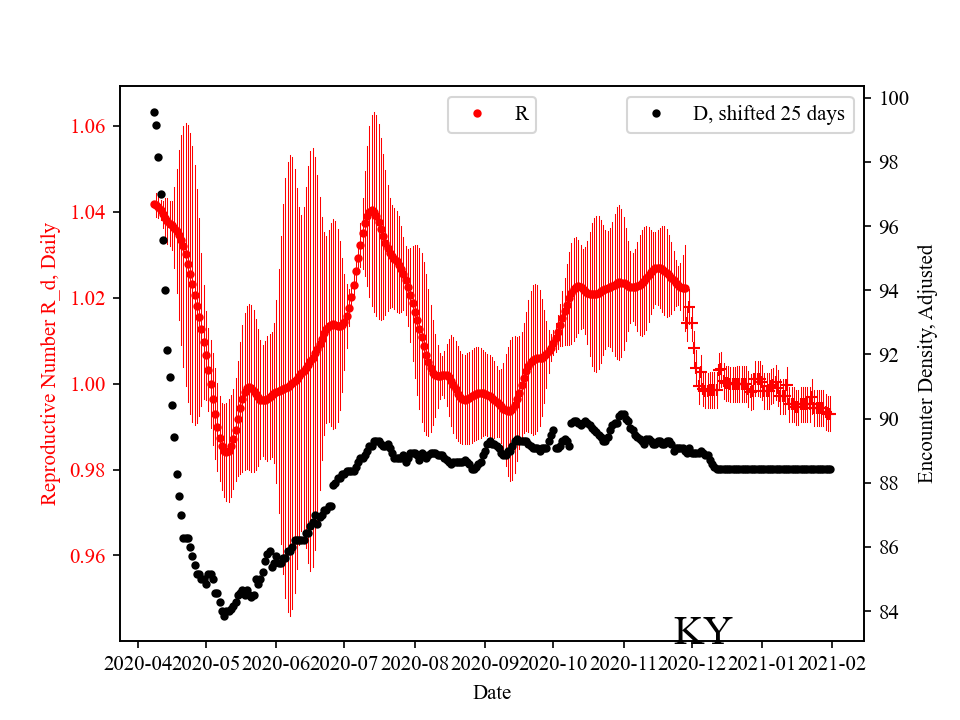 R
D, shifted 25 days
1.06
1.04
1.02
1.00
0.98
0.96
Reproductive Number R_d, Daily
100
98
96
94
92
90
88
86
84
Encounter Density, Adjusted
KY
2020-04 2020-05 2020-06 2020-07 2020-08 2020-09 2020-10 2020-11 2020-12 2021-01 2021-02
Date